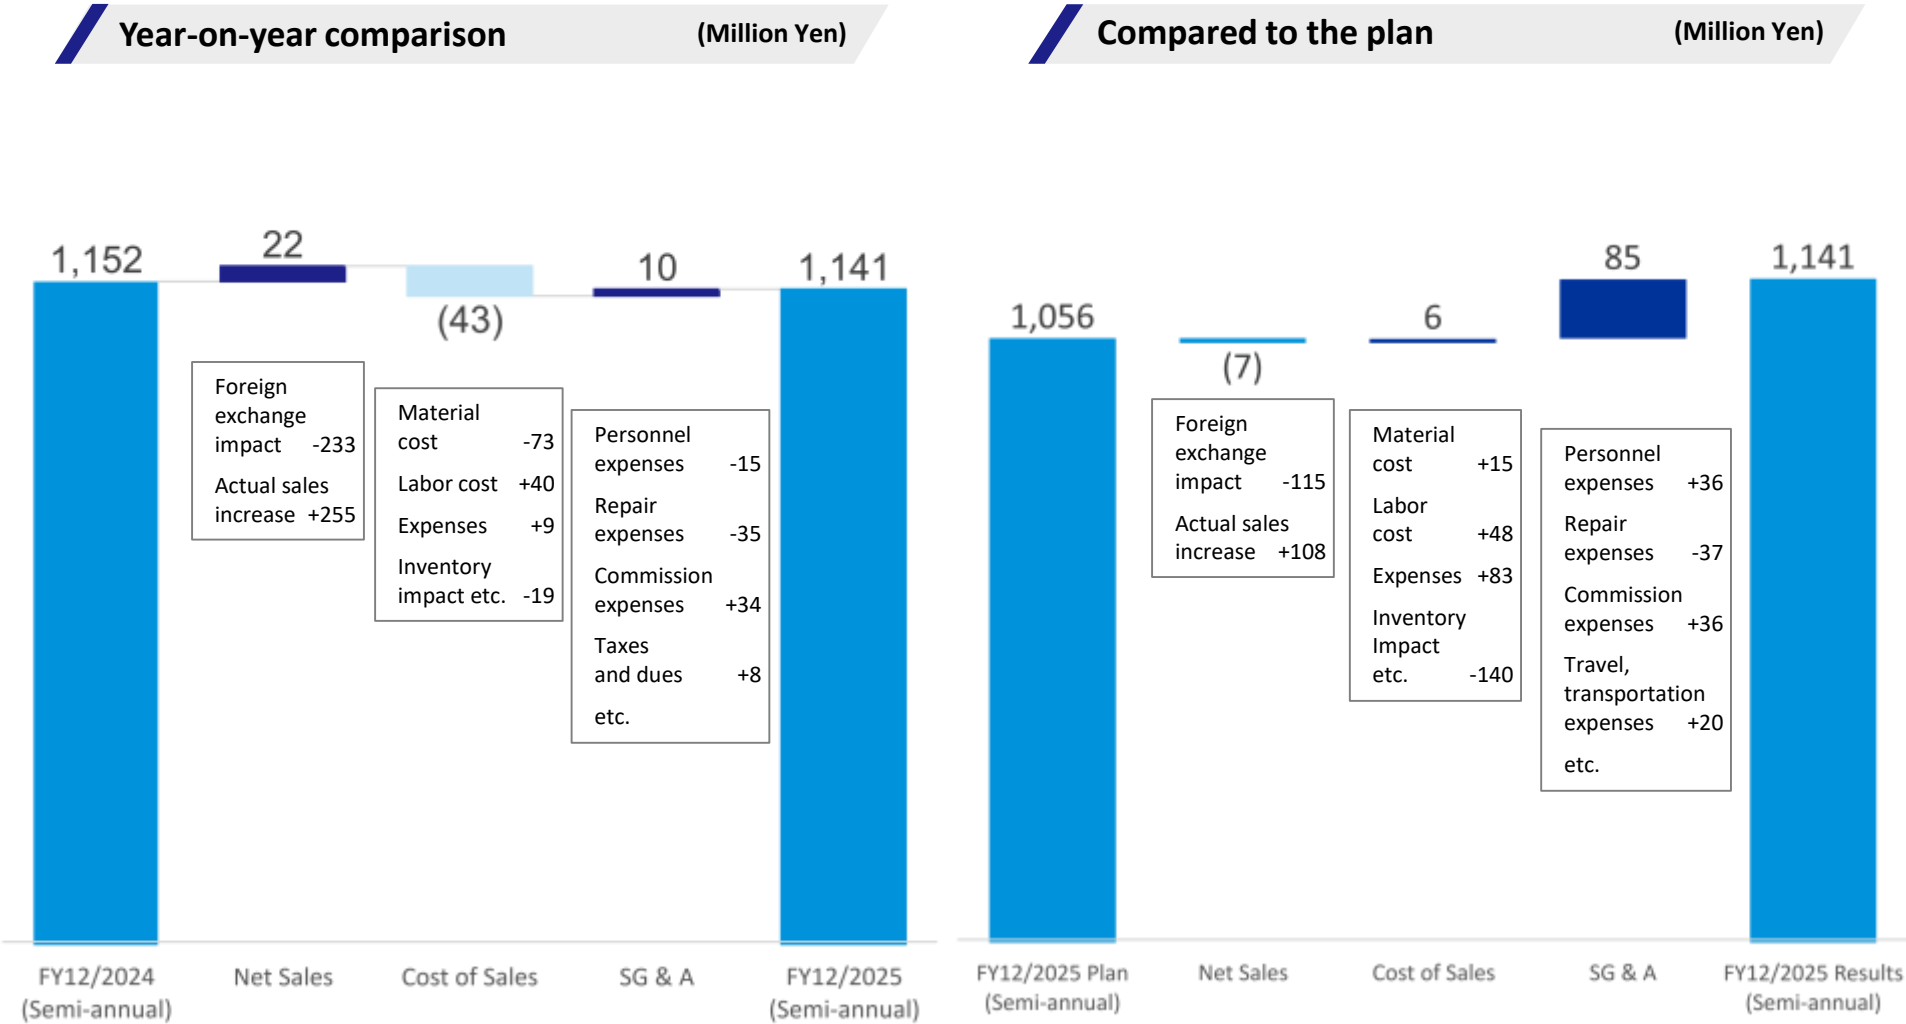 Year-on-year comparison (Million Yen)
1,152
22
(43)
10
1,141
Foreign
exchange
impact -233
Actual sales
increase +255
Material
cost -73
Labor cost +40
Expenses +9
Inventory
impact etc. -19
Personnel
expenses -15
Repair
expenses -35
Commission
expenses +34
Taxes
and dues +8
etc.
FY12/2024
(Semi-annual)
Net Sales
Cost of Sales
SG & A
FY12/2025
(Semi-annual)
Compared to the plan (Million Yen)
1,056
(7)
6
85
1,141
Foreign
exchange
impact -115
Actual sales
increase +108
Material
cost +15
Labor
cost +48
Expenses +83
Inventory
Impact
etc. -140
Personnel
expenses +36
Repair
expenses -37
Commission
expenses +36
Travel,
transportation
expenses +20
etc.
FY12/2025 Plan
(Semi-annual)
Net Sales
Cost of Sales
SG & A
FY12/2025 Results
(Semi-annual)